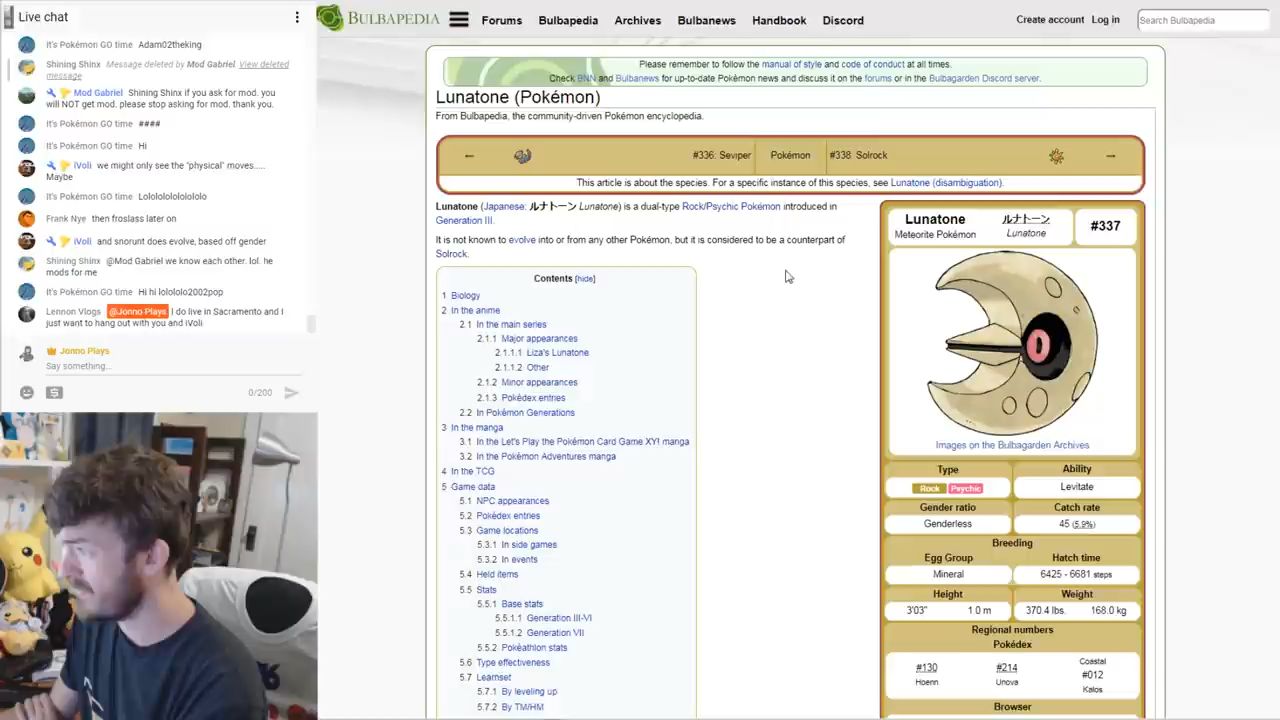 Live chat
It's Pokémon GO time Adam02theking
Shining Shinx Message deleted by Mod Gabriel. View deleted
message
Mod Gabriel Shining Shinx if you ask for mod. you
will NOT get mod. please stop asking for mod. thank you.
It's Pokémon GO time ####
It's Pokémon GO time Hi
iVoli we might only see the "physical" moves.....
Maybe
It's Pokémon GO time Lolololololololololo
Frank Nye then froslass later on
iVoli and snorunt does evolve, based off gender
Shining Shinx @Mod Gabriel we know each other. lol. he
mods for me
It's Pokémon GO time Hi hi lolololo2002pop
Lennon Vlogs @Jonno Plays I do live in Sacramento and I
just want to hang out with you and iVoli
Jonno Plays
Say something...
0/200
BULBAPEDIA Forums Bulbapedia Archives Bulbanews Handbook Discord Create account Log in Search Bulbapedia
Please remember to follow the manual of style and code of conduct at all times.
Check BNN and Bulbanews for up-to-date Pokémon news and discuss it on the forums or in the Bulbagarden Discord server.
Lunatone (Pokémon)
From Bulbapedia, the community-driven Pokémon encyclopedia.
← #336: Seviper Pokémon #338: Solrock →
This article is about the species. For a specific instance of this species, see Lunatone (disambiguation).
Lunatone (Japanese: ルナトーン Lunatone) is a dual-type Rock/Psychic Pokémon introduced in
Generation III.
It is not known to evolve into or from any other Pokémon, but it is considered to be a counterpart of
Solrock.
Contents [hide]
1 Biology
2 In the anime
2.1 In the main series
2.1.1 Major appearances
2.1.1.1 Liza's Lunatone
2.1.1.2 Other
2.1.2 Minor appearances
2.1.3 Pokédex entries
2.2 In Pokémon Generations
3 In the manga
3.1 In the Let's Play the Pokémon Card Game XY! manga
3.2 In the Pokémon Adventures manga
4 In the TCG
5 Game data
5.1 NPC appearances
5.2 Pokédex entries
5.3 Game locations
5.3.1 In side games
5.3.2 In events
5.4 Held items
5.5 Stats
5.5.1 Base stats
5.5.1.1 Generation III-VI
5.5.1.2 Generation VII
5.5.2 Pokéathlon stats
5.6 Type effectiveness
5.7 Learnset
5.7.1 By leveling up
5.7.2 By TM/HM
Lunatone ルナトーン #337
Meteorite Pokémon Lunatone
Images on the Bulbagarden Archives
Type Ability
Rock Psychic Levitate
Gender ratio Catch rate
Genderless 45 (5.9%)
Breeding
Egg Group Hatch time
Mineral 6425 - 6681 steps
Height Weight
3'03" 1.0 m 370.4 lbs. 168.0 kg
Regional numbers
Pokédex
#130 #214 Coastal
#012
Hoenn Unova Kalos
Browser